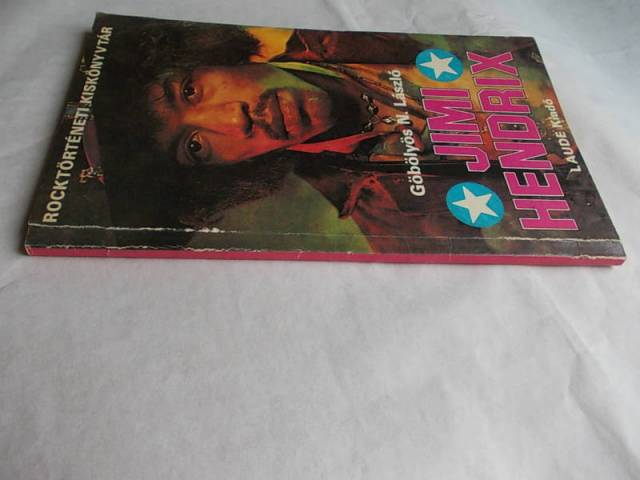 ROCKTÖRTÉNETI KISKÖNYVTÁR
Göbölyös N. László
JIMI
HENDRIX
LAUDE Kiadó